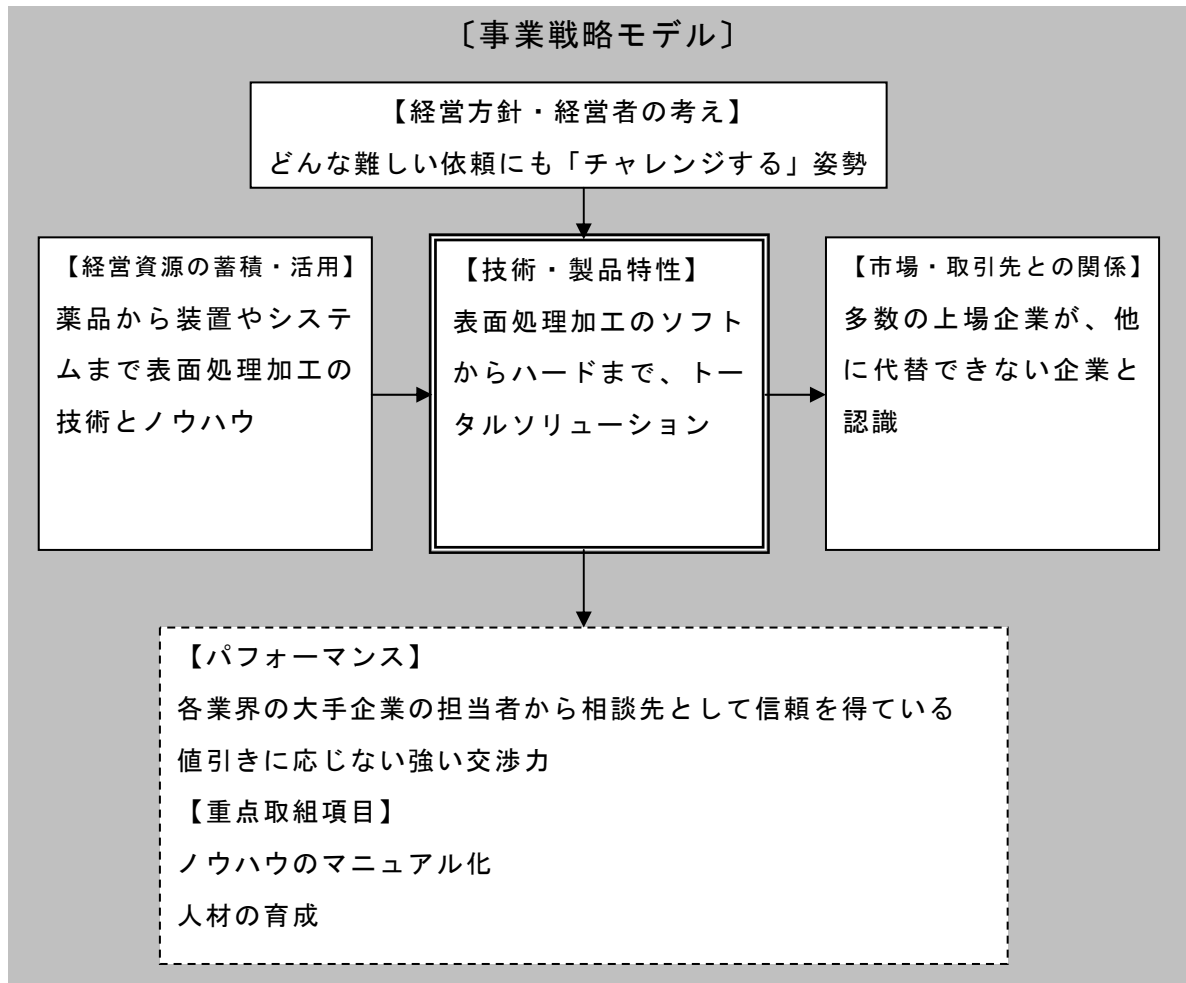 〔事業戦略モデル〕
【経営方針・経営者の考え】
どんな難しい依頼にも「チャレンジする」姿勢
【経営資源の蓄積・活用】
薬品から装置やシステ
ムまで表面処理加工の
技術とノウハウ
【技術・製品特性】
表面処理加工のソフト
からハードまで、トー
タルソリューション
【市場・取引先との関係】
多数の上場企業が、他
に代替できない企業と
認識
【パフォーマンス】
各業界の大手企業の担当者から相談先として信頼を得ている
値引きに応じない強い交渉力
【重点取組項目】
ノウハウのマニュアル化
人材の育成